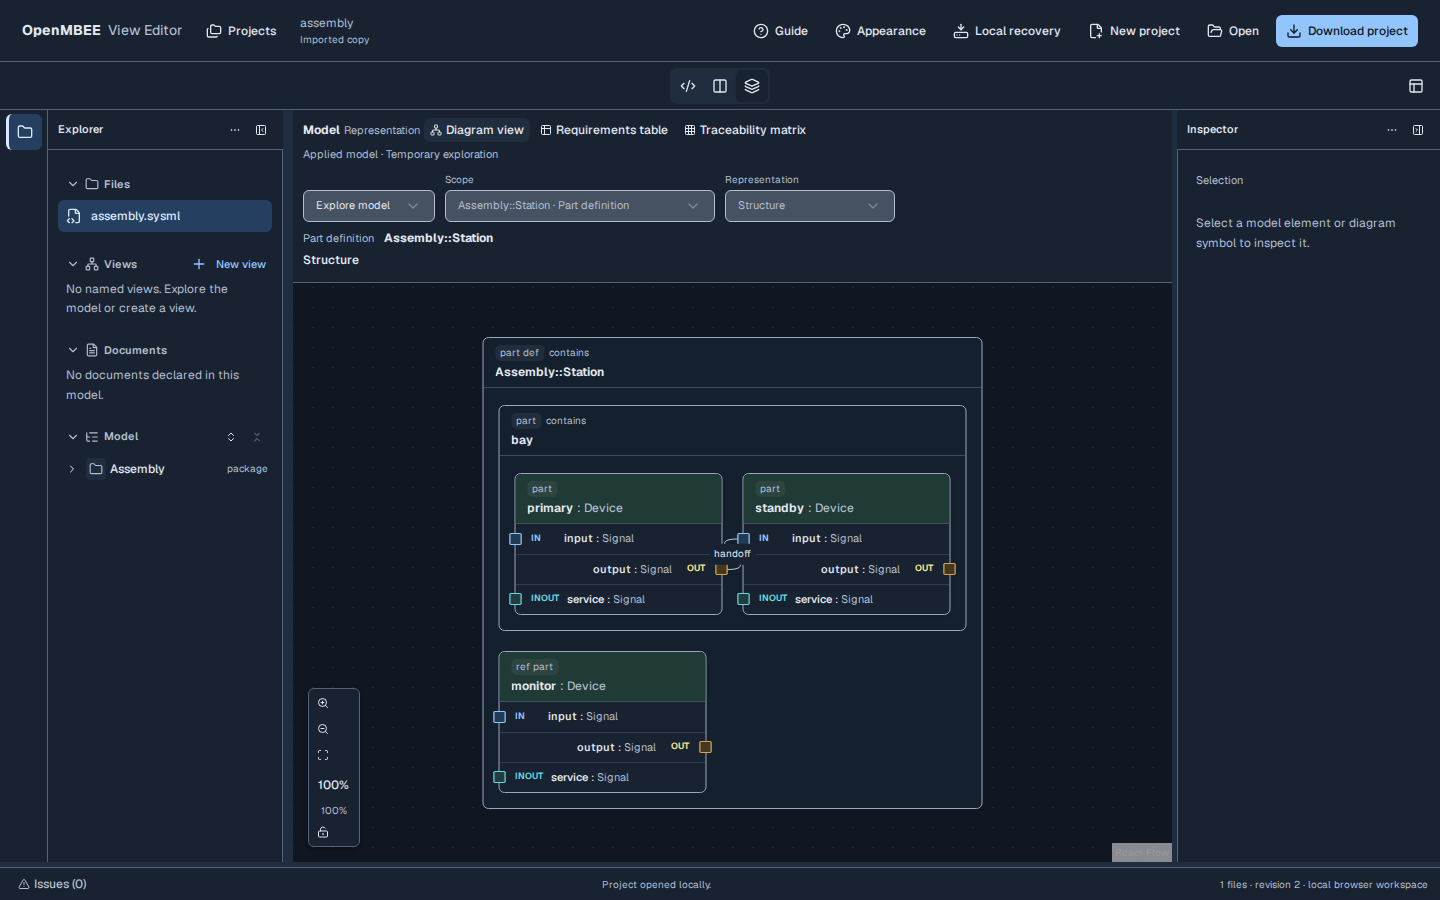 OpenMBEE View Editor
Projects
assembly
Imported copy
Guide
Appearance
Local recovery
New project
Open
Download project
Explorer
Files
assembly.sysml
Views
New view
No named views. Explore the
model or create a view.
Documents
No documents declared in this
model.
Model
Assembly
package
Model Representation Diagram view Requirements table Traceability matrix
Applied model · Temporary exploration
Scope
Representation
Explore model
Assembly::Station · Part definition
Structure
Part definition Assembly::Station
Structure
part def contains
Assembly::Station
part contains
bay
part
primary : Device
IN input : Signal
output : Signal OUT
INOUT service : Signal
handoff
part
standby : Device
IN input : Signal
output : Signal OUT
INOUT service : Signal
ref part
monitor : Device
IN input : Signal
output : Signal OUT
INOUT service : Signal
100%
100%
React Flow
Inspector
Selection
Select a model element or diagram
symbol to inspect it.
Issues (0)
Project opened locally.
1 files · revision 2 · local browser workspace